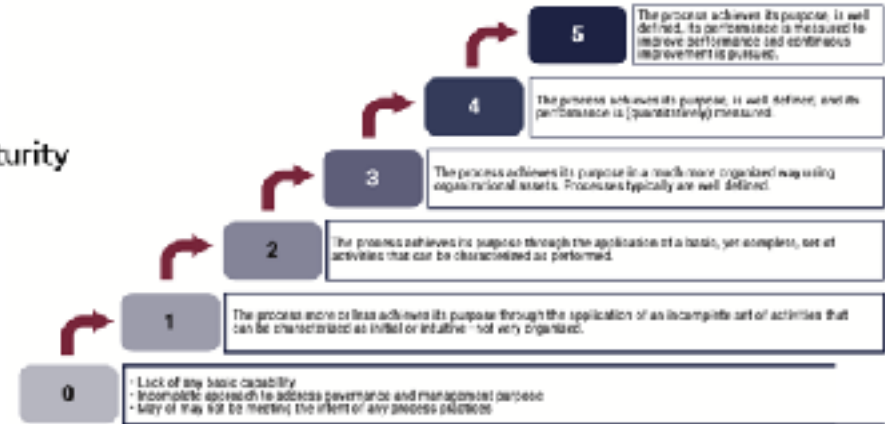 5
The process achieves its purpose, is well
defined, its performance is measured to
improve performance and continuous
improvement is pursued.
4
The process achieves its purpose, is well defined, and its
performance is (quantitatively) measured.
turity
3
The process achieves its purpose in a much more organized way using
organizational assets. Processes typically are well defined.
2
The process achieves its purpose through the application of a basic, yet complete, set of
activities that can be characterized as performed.
1
The process more or less achieves its purpose through the application of an incomplete set of activities that
can be characterized as initial or intuitive - not very organized.
0
• Lack of any basic capability
• Incomplete approach to address governance and management purpose
• May or may not be meeting the intent of any process practices